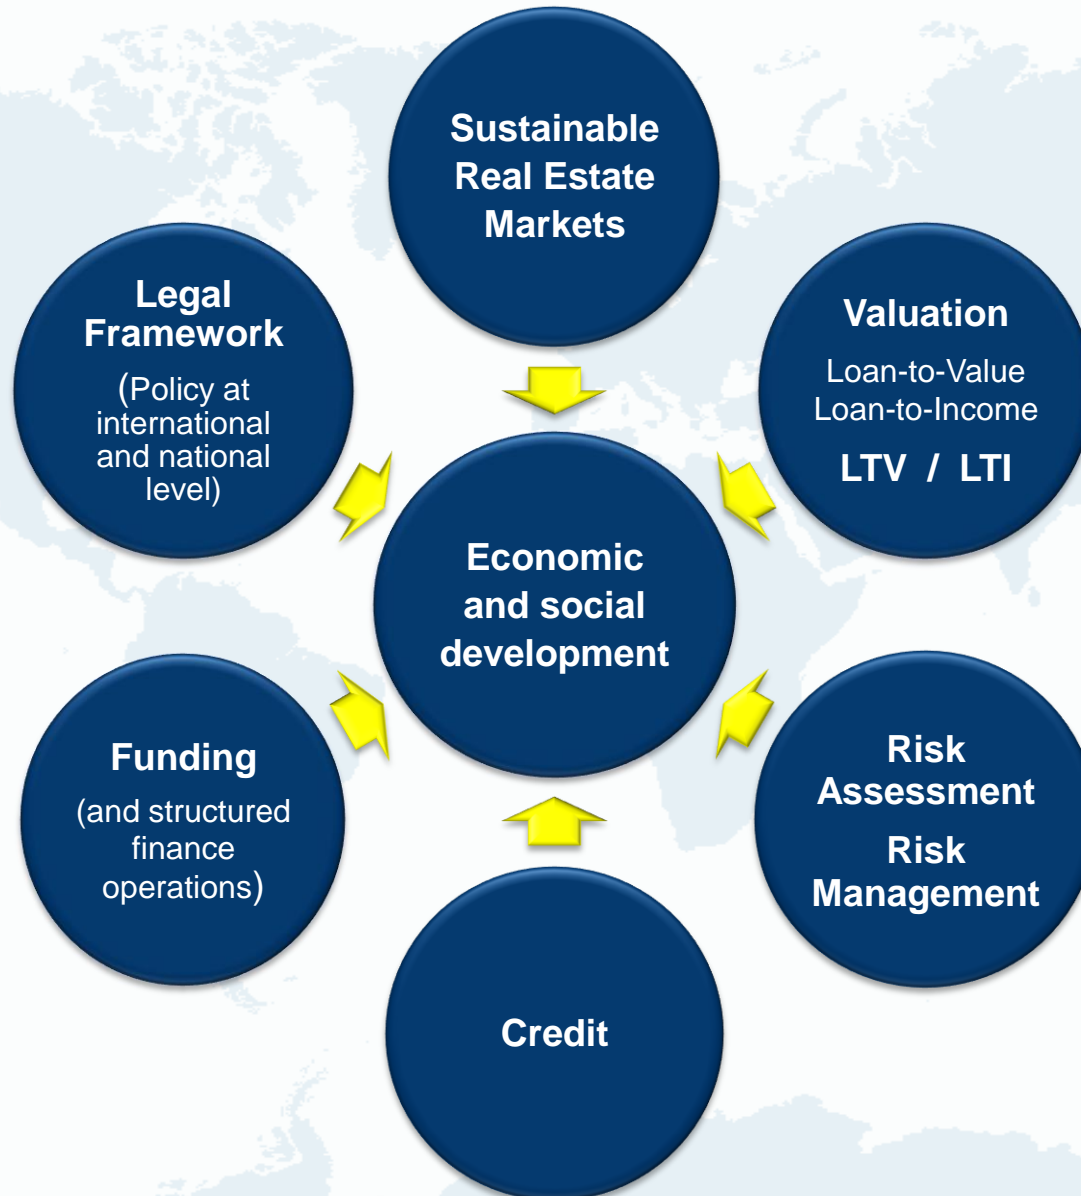 Sustainable
Real Estate
Markets
Legal
Framework
(Policy at
international
and national
level)
Valuation
Loan-to-Value
Loan-to-Income
LTV / LTI
Economic
and social
development
Funding
(and structured
finance
operations)
Risk
Assessment
Risk
Management
Credit